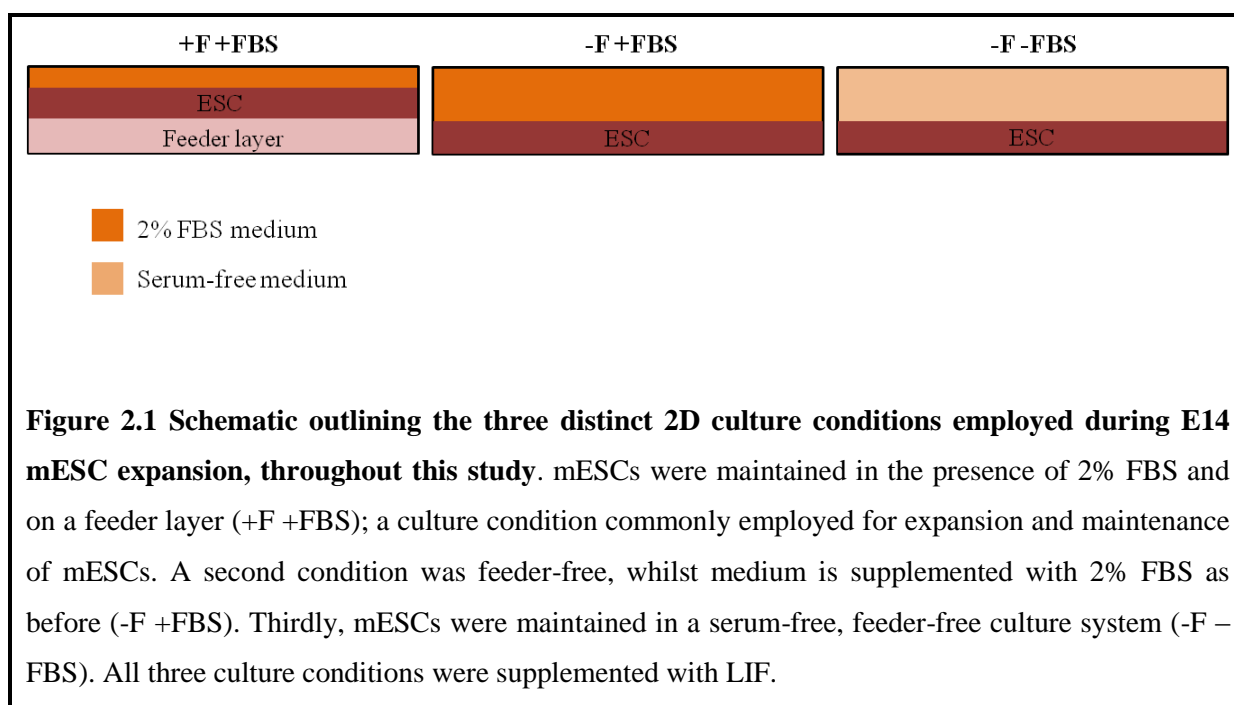 +F +FBS -F +FBS -F -FBS
ESC
Feeder layer ESC ESC
2% FBS medium
Serum-free medium
Figure 2.1 Schematic outlining the three distinct 2D culture conditions employed during E14
mESC expansion, throughout this study. mESCs were maintained in the presence of 2% FBS and
on a feeder layer (+F +FBS); a culture condition commonly employed for expansion and maintenance
of mESCs. A second condition was feeder-free, whilst medium is supplemented with 2% FBS as
before (-F +FBS). Thirdly, mESCs were maintained in a serum-free, feeder-free culture system (-F –
FBS). All three culture conditions were supplemented with LIF.